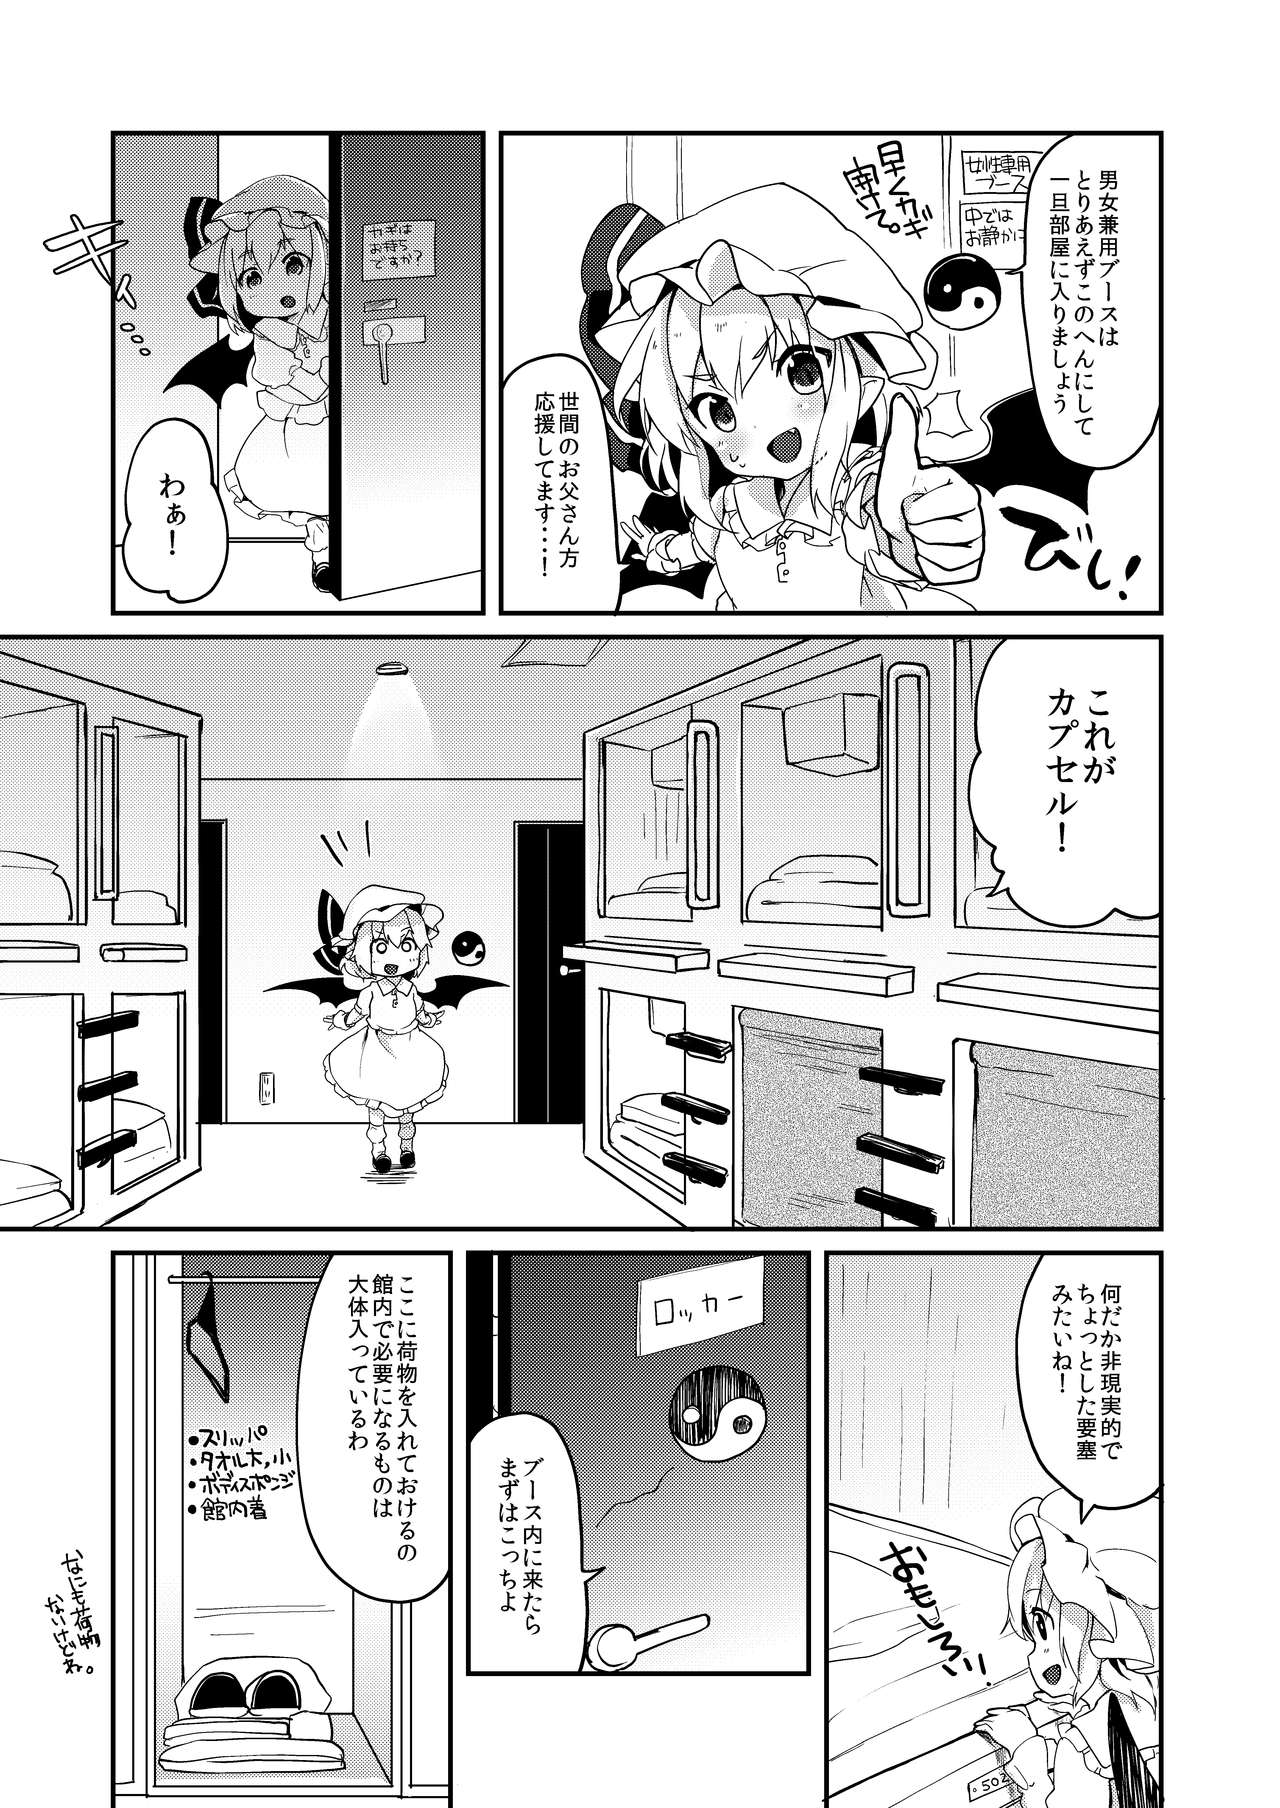 男女兼用ブースは
とりあえずこのへんにして
一旦部屋に入りましょう
女性専用
ブース
中では
お静かに
早くカギ
開けて。
世間のお父さん方
応援してます・・・!
びしい!
カギは
お持ち
ですか?
ギィ・・・
わぁ!
これが
カプセル!
何だか非現実的で
ちょっとした要塞
みたいね!
おもしろい!
502
ロッカー
ブース内に来たら
まずはこっちよ
ここに荷物を入れておけるの
館内で必要になるものは
大体入っているわ
●スリッパ
●タオル大,小
●ボディスポンジ
●館内着
なにも荷物
ないけどね。